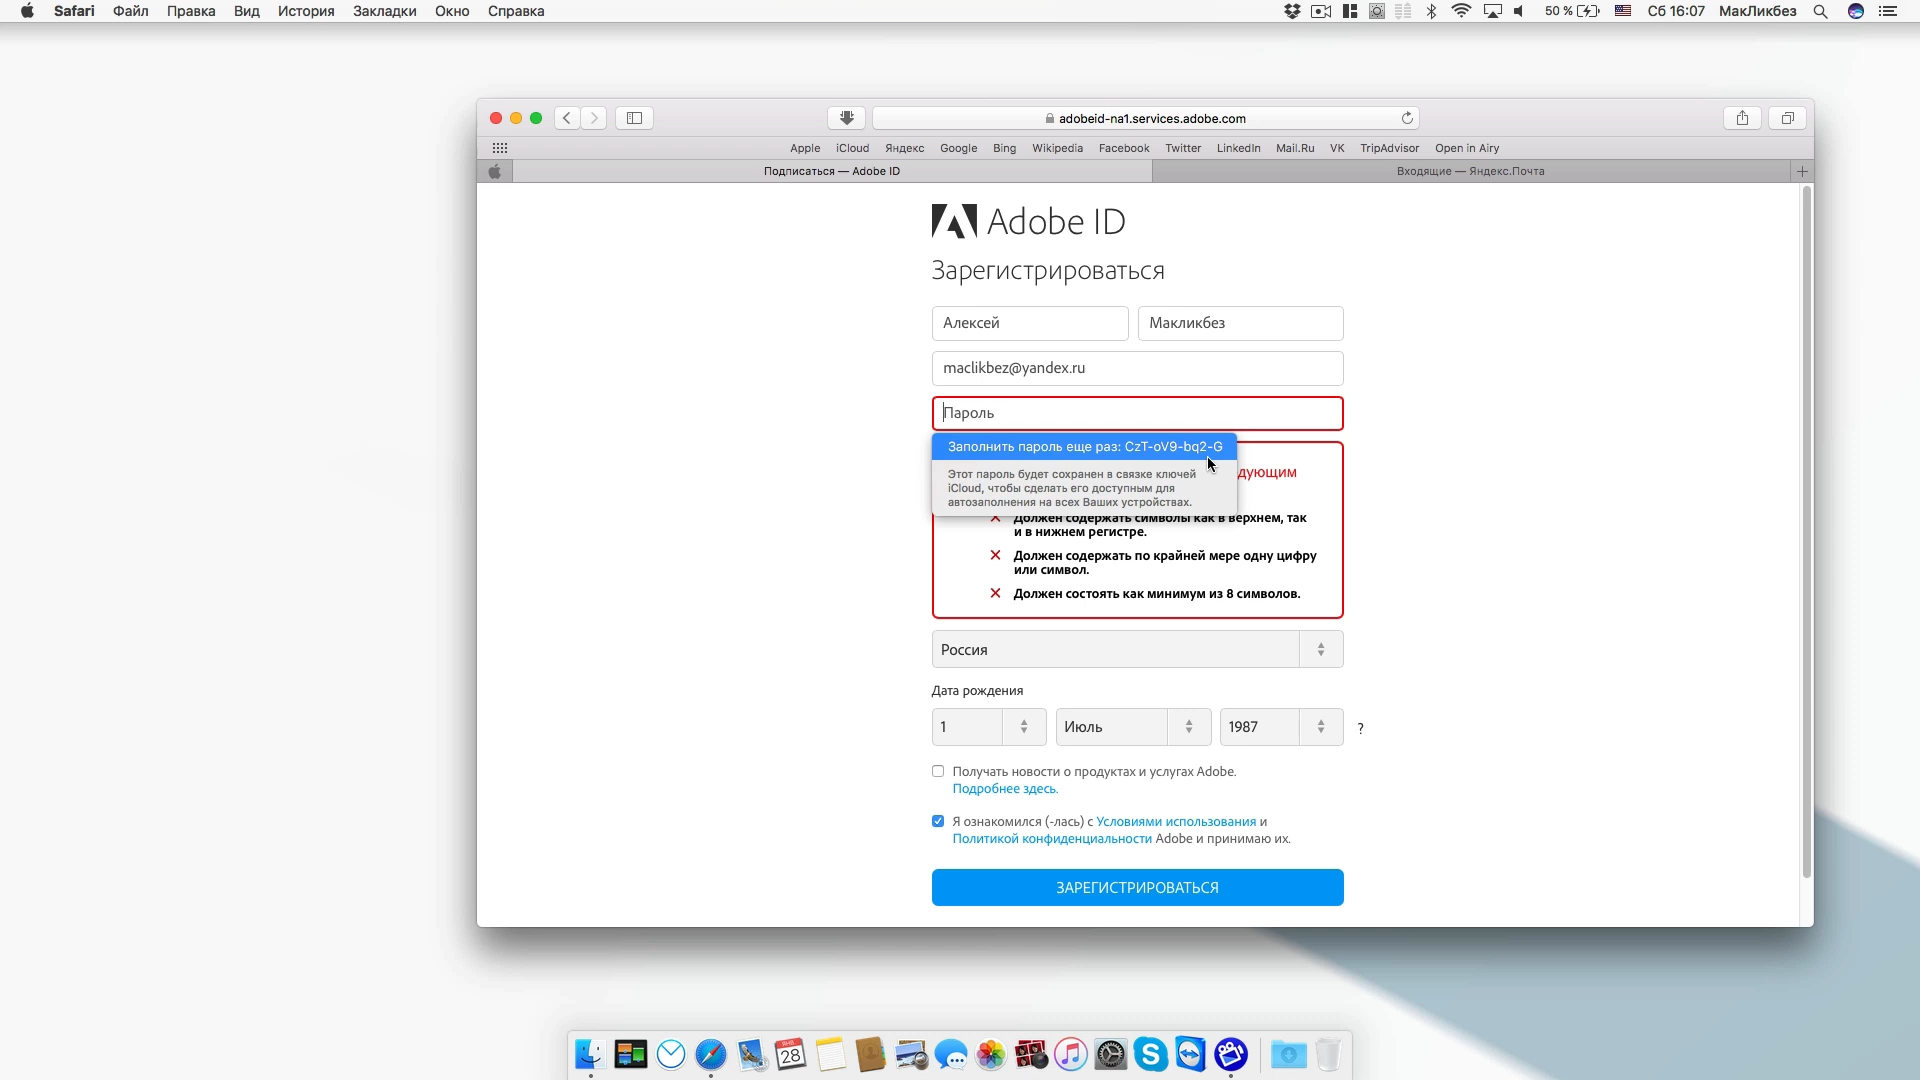 Safari Файл Правка Вид История Закладки Окно Справка
50 % Сб 16:07 МакЛикбез
adobeid-na1.services.adobe.com
Apple iCloud Яндекс Google Bing Wikipedia Facebook Twitter LinkedIn Mail.Ru VK TripAdvisor Open in Airy
Подписаться — Adobe ID
Входящие — Яндекс.Почта
Adobe ID
Зарегистрироваться
Алексей
Макликбез
maclikbez@yandex.ru
Пароль
Заполнить пароль еще раз: CzT-oV9-bq2-G
Этот пароль будет сохранен в связке ключей
iCloud, чтобы сделать его доступным для
автозаполнения на всех Ваших устройствах.
дующим
Должен содержать символы как в верхнем, так
и в нижнем регистре.
Должен содержать по крайней мере одну цифру
или символ.
Должен состоять как минимум из 8 символов.
Россия
Дата рождения
1
Июль
1987
?
Получать новости о продуктах и услугах Adobe.
Подробнее здесь.
Я ознакомился (-лась) с Условиями использования и
Политикой конфиденциальности Adobe и принимаю их.
ЗАРЕГИСТРИРОВАТЬСЯ
ЯНВ.
28